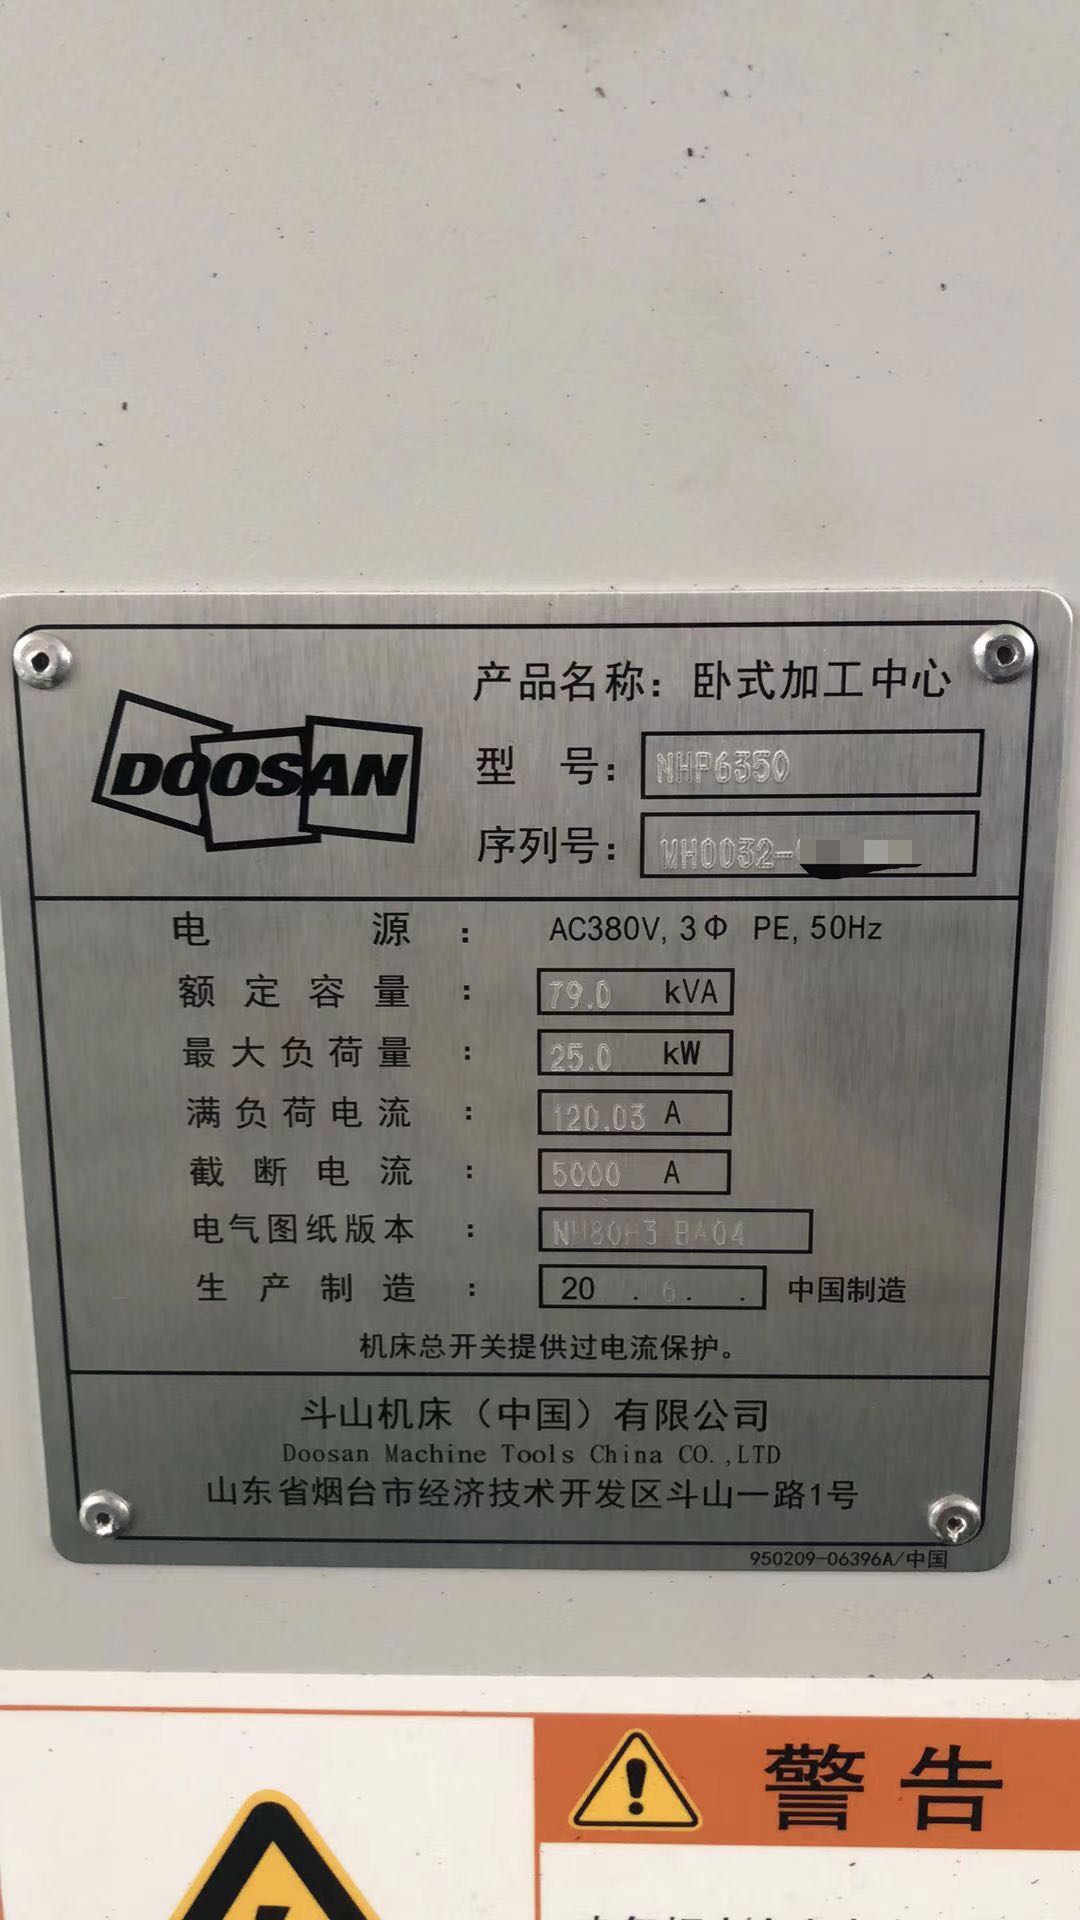 产品名称：卧式加工中心
DOOSAN
型 号： NHP6350
序列号： MH0032-
电 源 ： AC380V, 3Φ PE, 50Hz
额定容量 ： 79.0 kVA
最大负荷量 ： 25.0 kW
满负荷电流 ： 120.03 A
截断电流 ： 5000 A
电气图纸版本 ：
生产制造 ： 20 . 6. . 中国制造
机床总开关提供过电流保护。
斗山机床（中国）有限公司
Doosan Machine Tools China CO.,LTD
山东省烟台市经济技术开发区斗山一路1号
950209-06396A/中国
警告